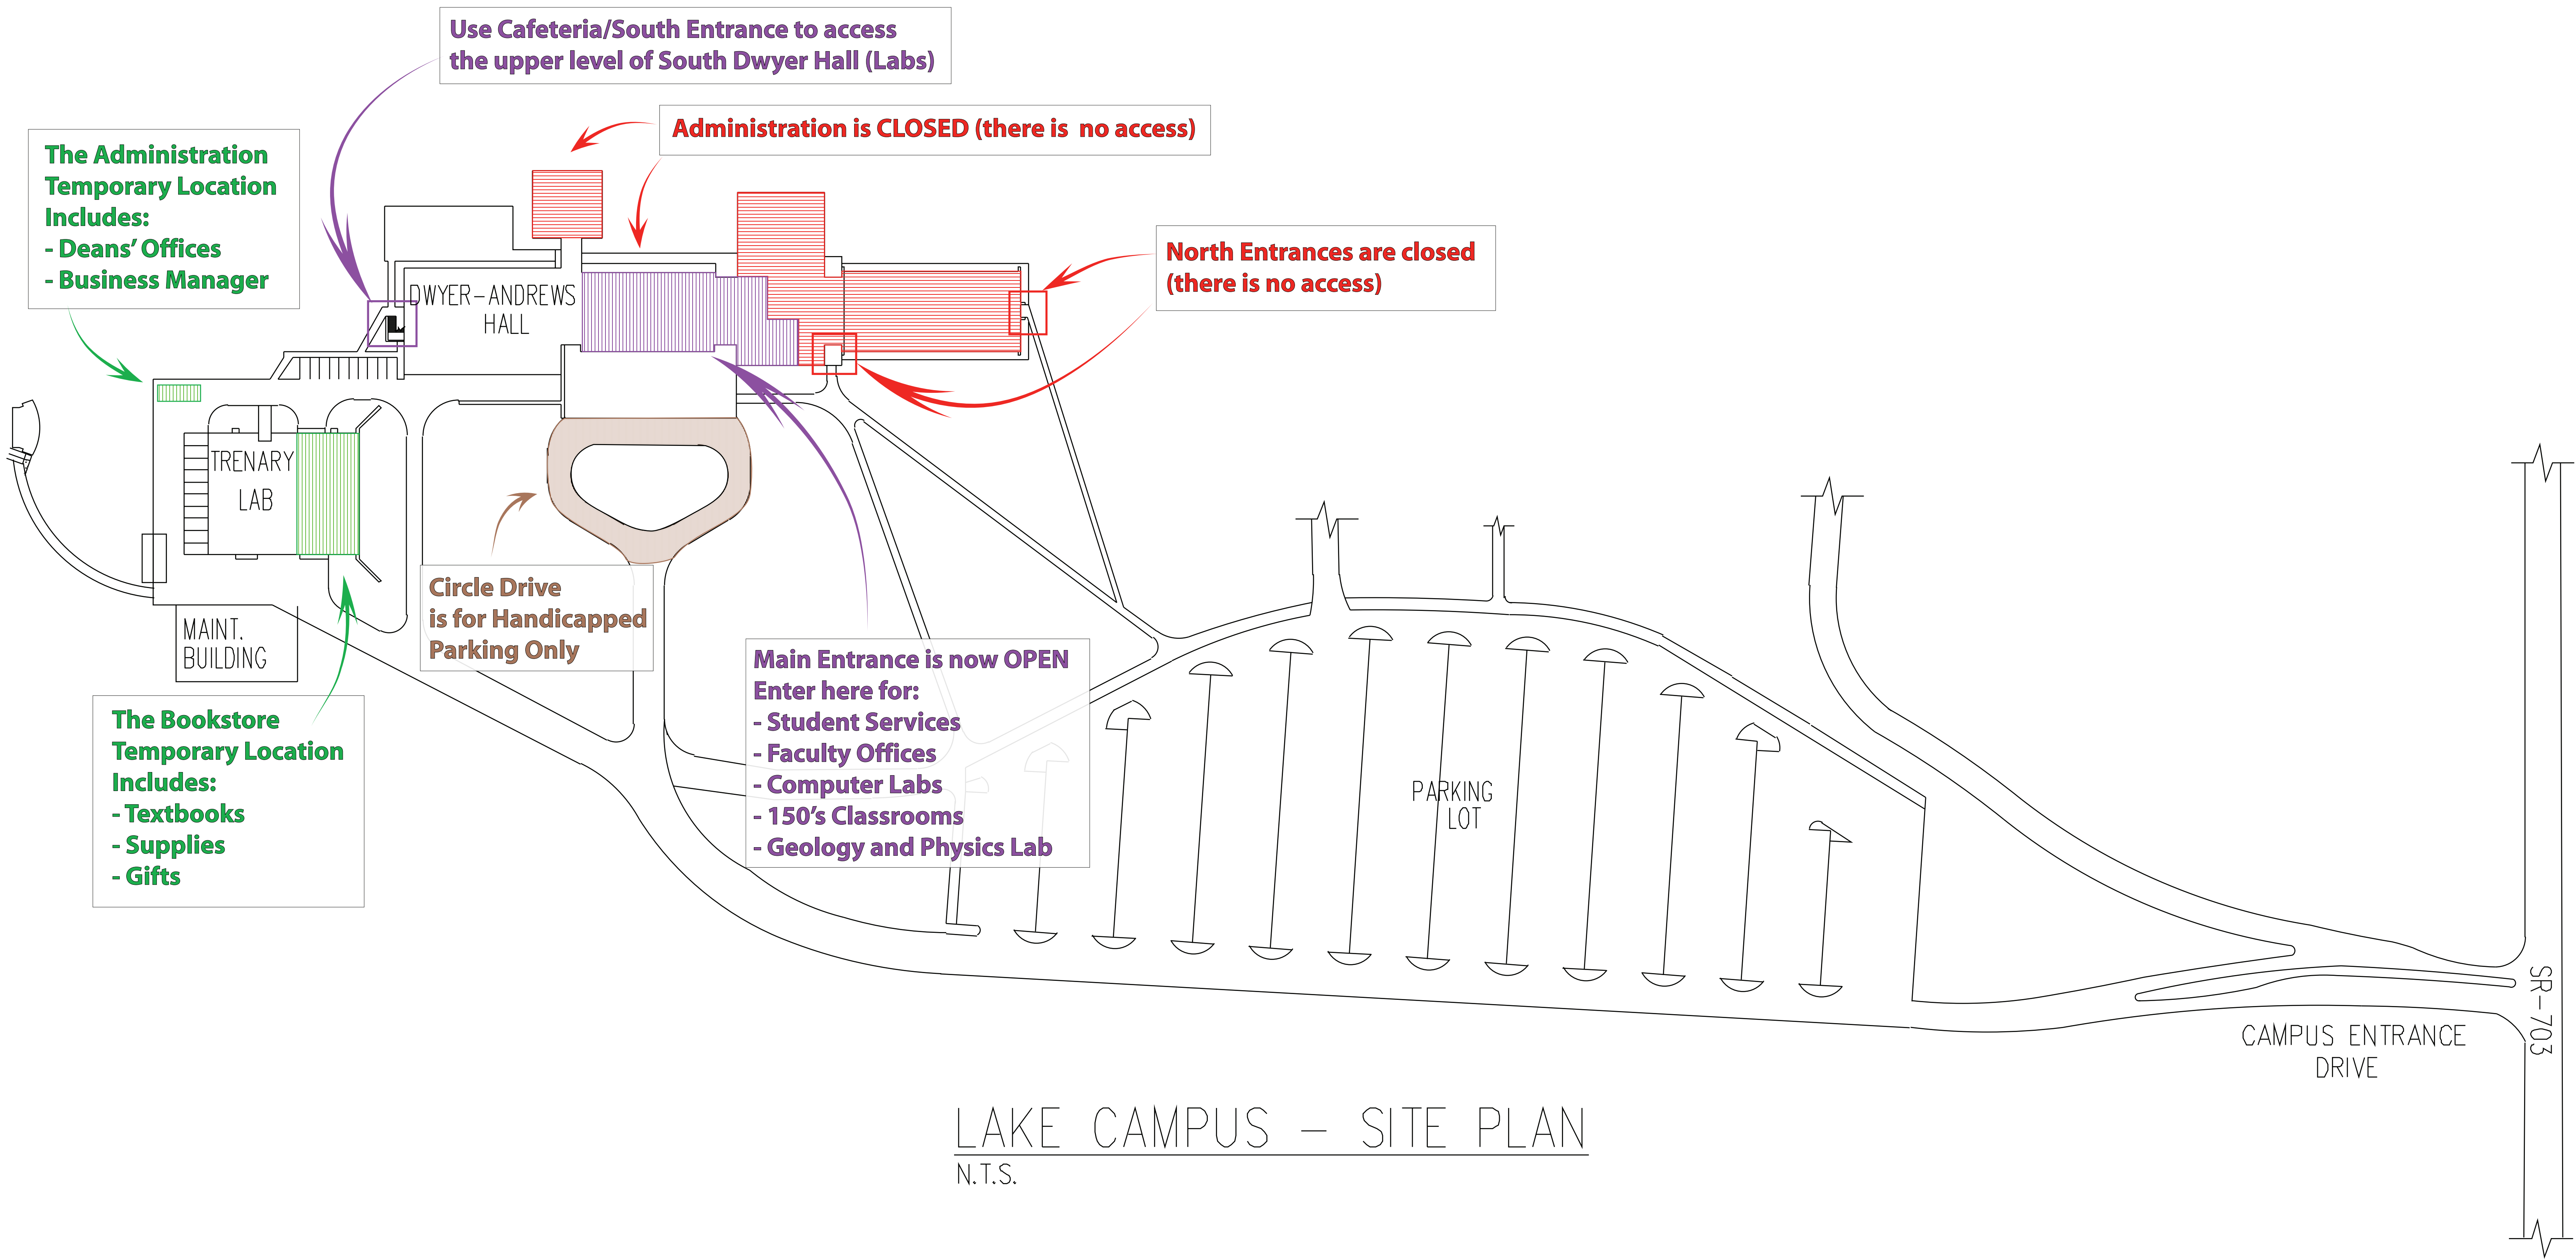 Use Cafeteria/South Entrance to access
the upper level of South Dwyer Hall (Labs)
Administration is CLOSED (there is  no access)
The Administration
Temporary Location
Includes:
- Deans’ Offices
- Business Manager
North Entrances are closed
(there is no access)
DWYER-ANDREWS
HALL
TRENARY
LAB
Circle Drive
is for Handicapped
Parking Only
MAINT.
BUILDING
Main Entrance is now OPEN
Enter here for:
- Student Services
- Faculty Offices
- Computer Labs
- 150’s Classrooms
- Geology and Physics Lab
The Bookstore
Temporary Location
Includes:
- Textbooks
- Supplies
- Gifts
PARKING
LOT
SR-703
CAMPUS ENTRANCE
DRIVE
LAKE CAMPUS - SITE PLAN
N.T.S.